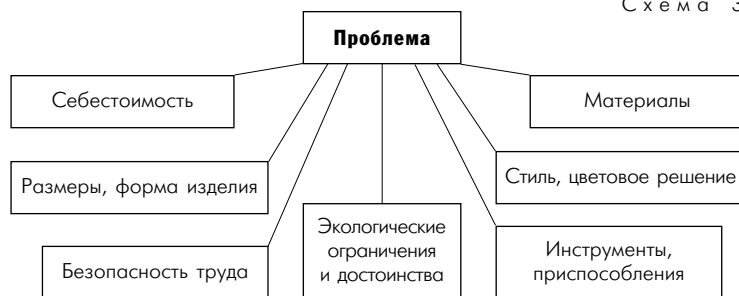 Схема 3
Проблема
Себестоимость
Материалы
Размеры, форма изделия
Стиль, цветовое решение
Экологические
ограничения
и достоинства
Безопасность труда
Инструменты,
приспособления